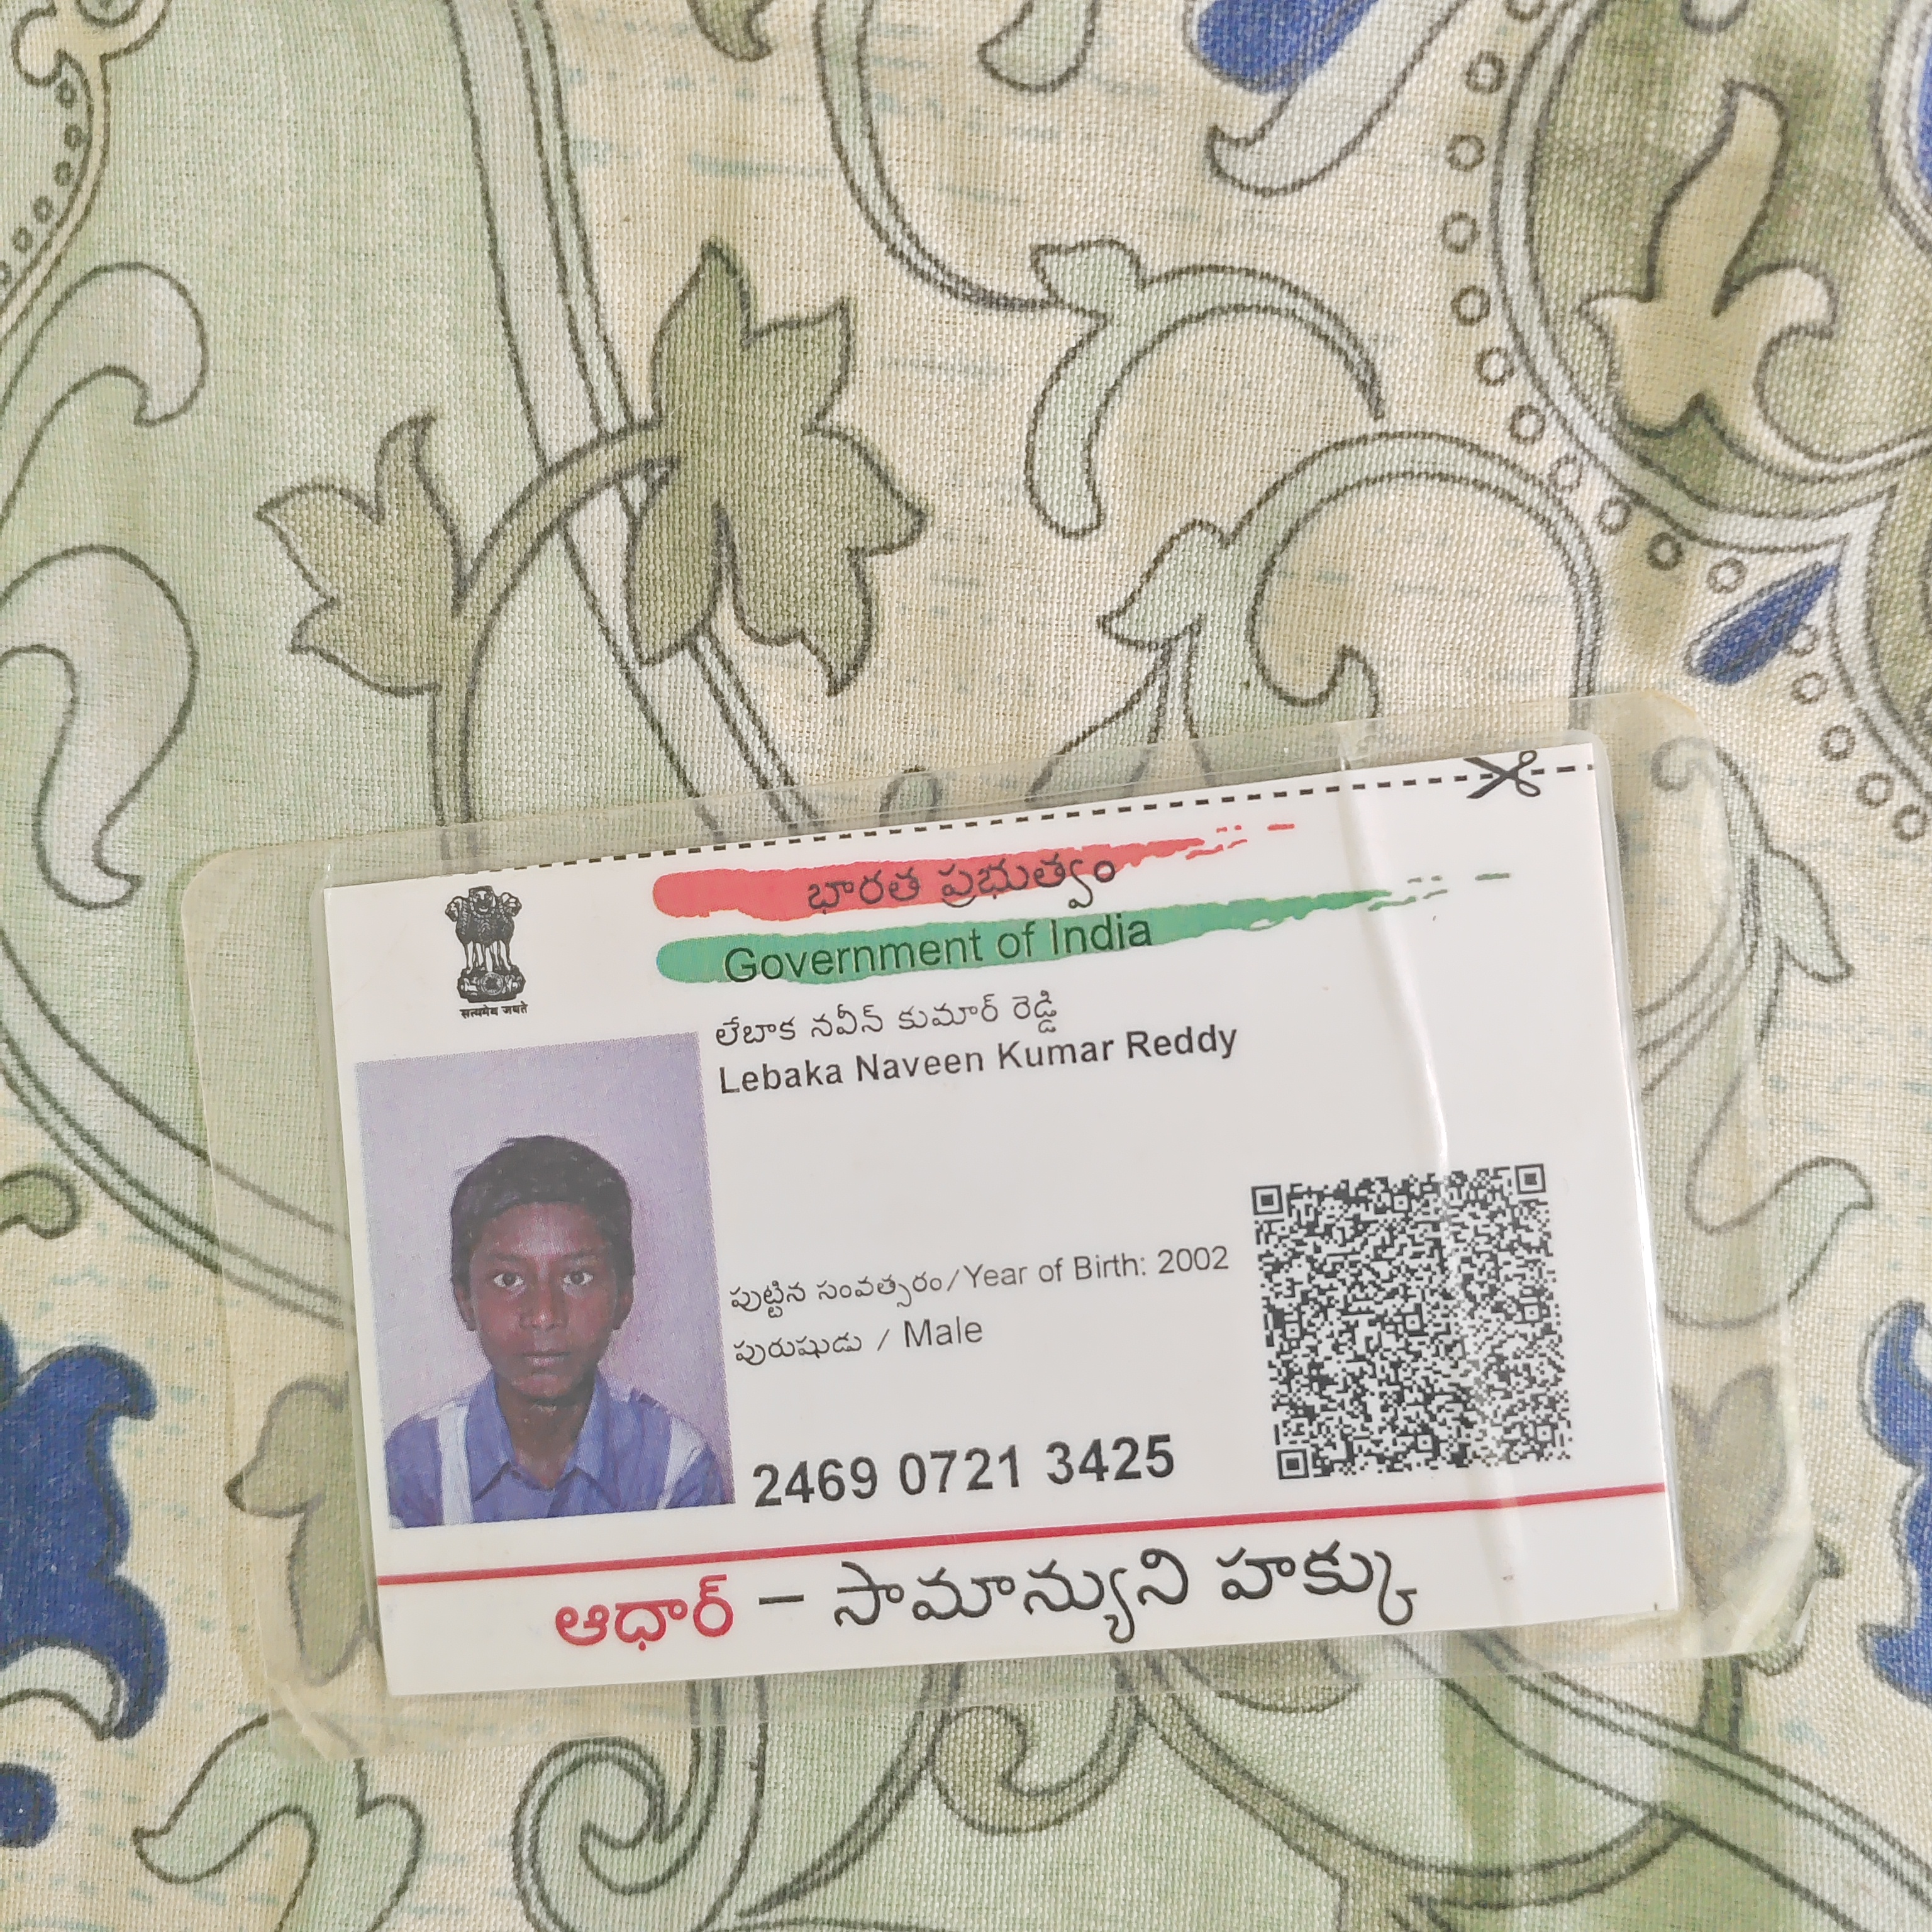 భారత ప్రభుత్వం
Government of India
सत्यमेव जयते
లేబాక నవీన్ కుమార్ రెడ్డి
Lebaka Naveen Kumar Reddy
పుట్టిన సంవత్సరం/Year of Birth: 2002
పురుషుడు / Male
2469 0721 3425
ఆధార్ – సామాన్యుని హక్కు